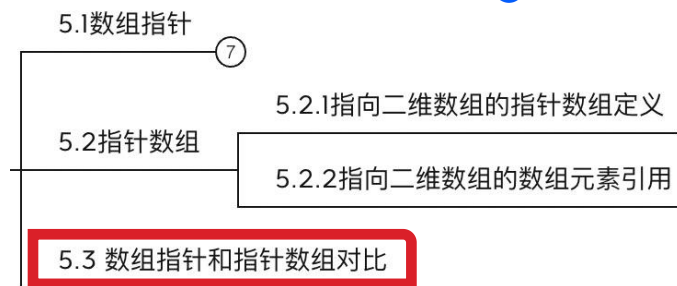 5.1数组指针
7
5.2.1指向二维数组的指针数组定义
5.2指针数组
5.2.2指向二维数组的数组元素引用
5.3 数组指针和指针数组对比